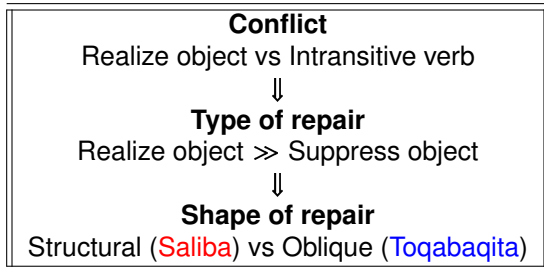 Conflict
Realize object vs Intransitive verb
⇓
Type of repair
Realize object ≫ Suppress object
⇓
Shape of repair
Structural (Saliba) vs Oblique (Toqabaqita)